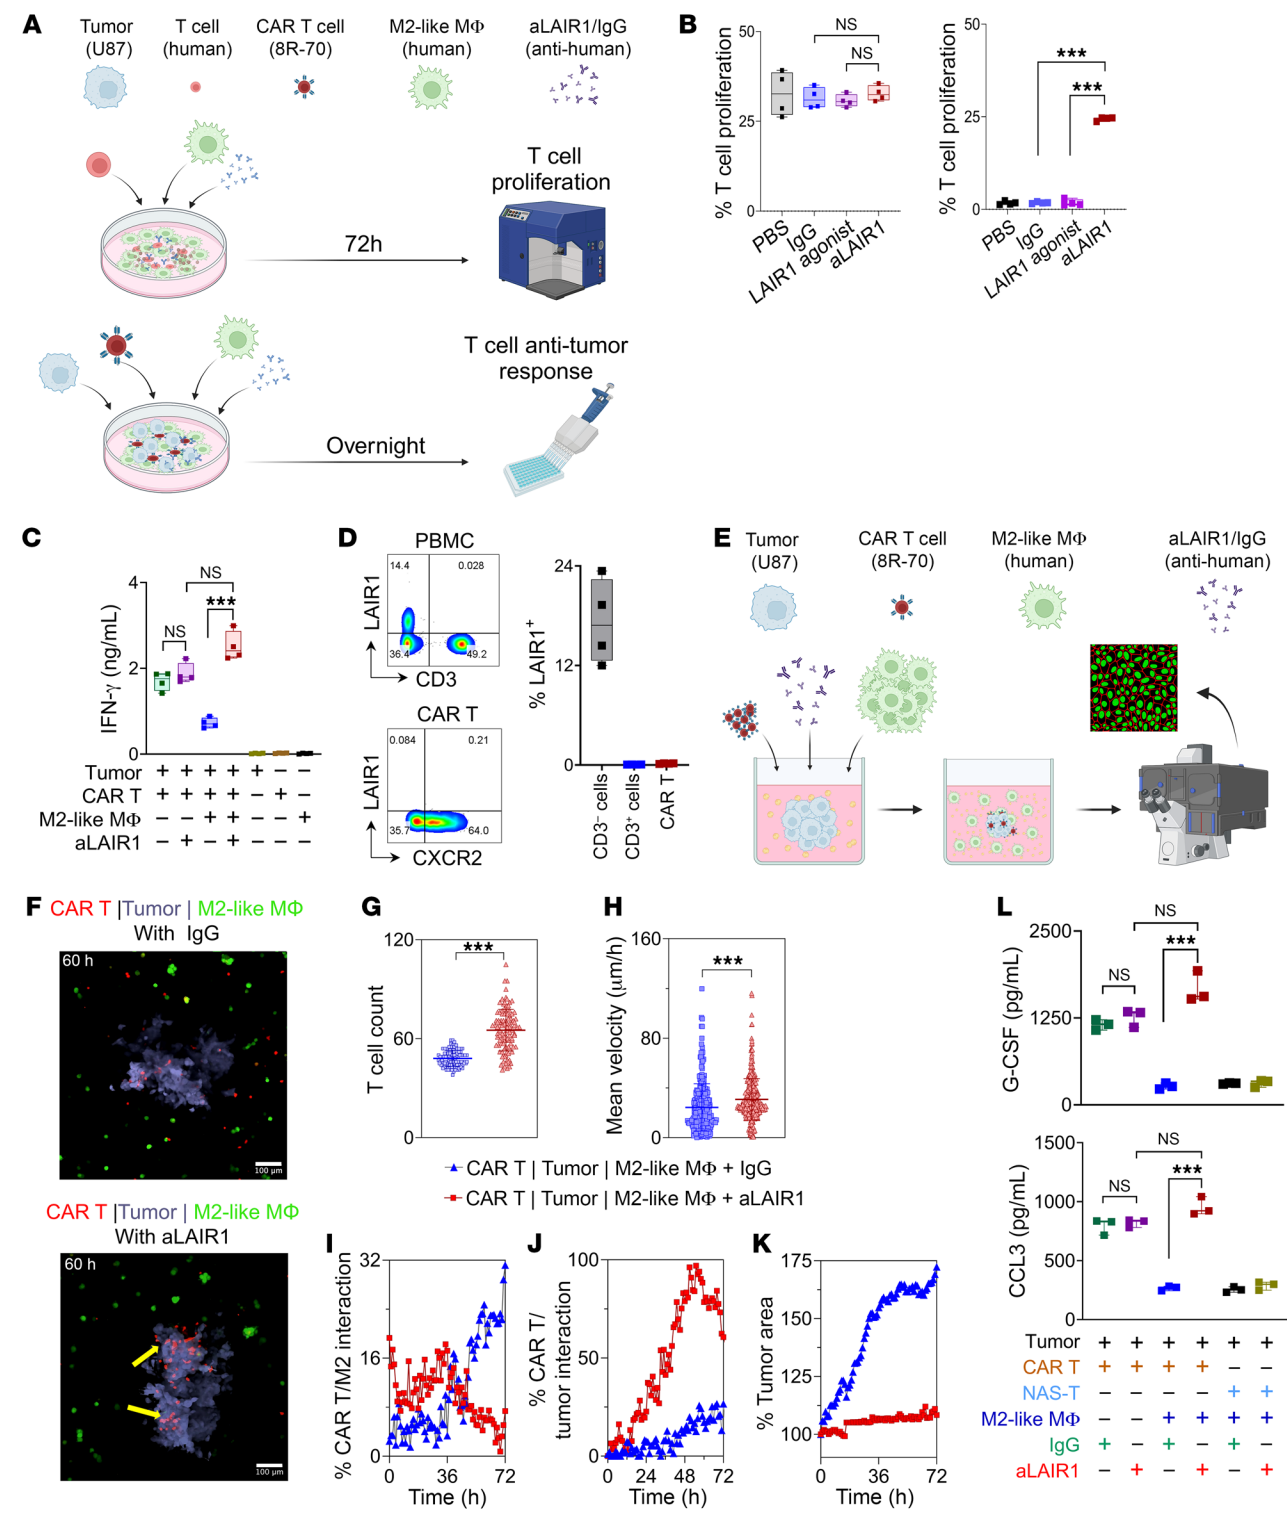 A
Tumor (U87)
T cell (human)
CAR T cell (8R-70)
M2-like MΦ (human)
aLAIR1/IgG (anti-human)
72h
T cell
proliferation
Overnight
T cell anti-tumor
response
B
% T cell proliferation
50
25
0
NS
NS
PBS
IgG
LAIR1 agonist
aLAIR1
% T cell proliferation
50
25
0
***
***
PBS
IgG
LAIR1 agonist
aLAIR1
C
IFN-γ (ng/mL)
4
2
0
NS
NS
***
Tumor + + + + + – –
CAR T + + + + – + –
M2-like MΦ – – + + – – +
aLAIR1 – + – + – – –
D
PBMC
14.4
0.028
36.4
49.2
LAIR1
CD3
CAR T
0.084
0.21
35.7
64.0
LAIR1
CXCR2
% LAIR1+
24
12
0
CD3– cells
CD3+ cells
CAR T
E
Tumor (U87)
CAR T cell (8R-70)
M2-like MΦ (human)
aLAIR1/IgG (anti-human)
F
CAR T |Tumor | M2-like MΦ
With IgG
60 h
100 μm
CAR T |Tumor | M2-like MΦ
With aLAIR1
60 h
100 μm
G
T cell count
120
60
0
***
H
Mean velocity (μm/h)
160
80
0
***
CAR T | Tumor | M2-like MΦ + IgG
CAR T | Tumor | M2-like MΦ + aLAIR1
I
% CAR T/M2 interaction
32
16
0
0 36 72
Time (h)
J
% CAR T/
tumor interaction
100
50
0
0 24 48 72
Time (h)
K
% Tumor area
175
150
125
100
0 36 72
Time (h)
L
G-CSF (pg/mL)
2500
1250
0
NS
NS
***
CCL3 (pg/mL)
1500
1000
500
0
NS
NS
***
Tumor + + + + + +
CAR T + + + + – –
NAS-T – – – – + +
M2-like MΦ – – + + + +
IgG + – + – + –
aLAIR1 – + – + – +